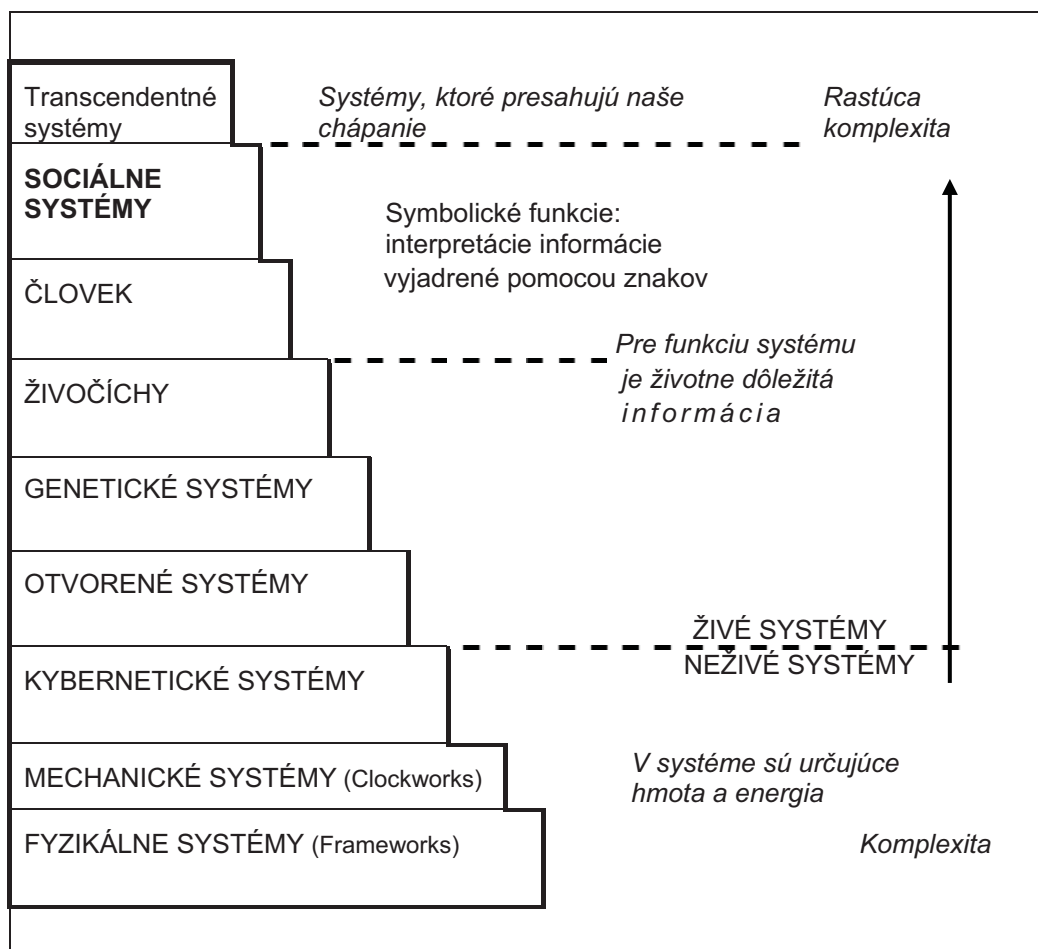 Transcendentné
systémy
Systémy, ktoré presahujú naše
chápanie
Rastúca
komplexita
SOCIÁLNE
SYSTÉMY
Symbolické funkcie:
interpretácie informácie
vyjadrené pomocou znakov
ČLOVEK
Pre funkciu systému
je životne dôležitá
informácia
ŽIVOČÍCHY
GENETICKÉ SYSTÉMY
OTVORENÉ SYSTÉMY
ŽIVÉ SYSTÉMY
NEŽIVÉ SYSTÉMY
KYBERNETICKÉ SYSTÉMY
MECHANICKÉ SYSTÉMY (Clockworks)
V systéme sú určujúce
hmota a energia
FYZIKÁLNE SYSTÉMY (Frameworks)
Komplexita